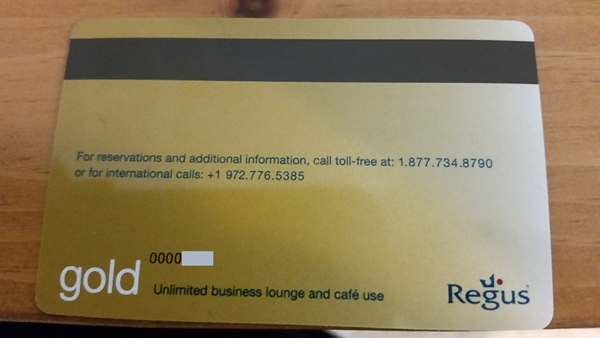 For reservations and additional information, call toll-free at: 1.877.734.8790
or for international calls: +1 972.776.5385
0000
gold
Unlimited business lounge and café use
Regus